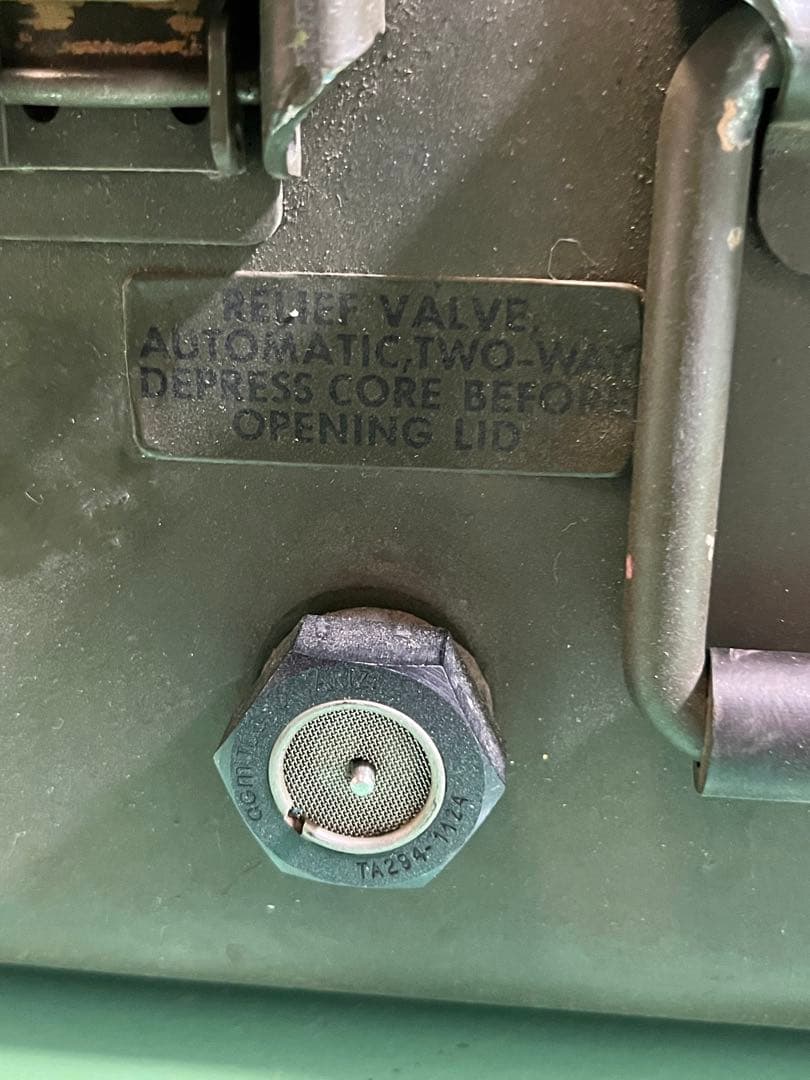 RELIEF VALVE,
AUTOMATIC,TWO-WAY
DEPRESS CORE BEFORE
OPENING LID
TA294-1124